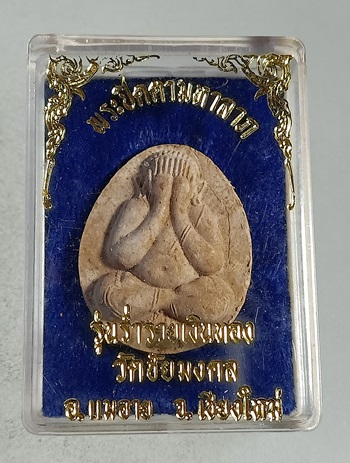 พระปิดตามหาลาภ
รุ่นร่ำรวยเงินทอง
วัดชัยมงคล
อ.แม่อาย จ.เชียงใหม่